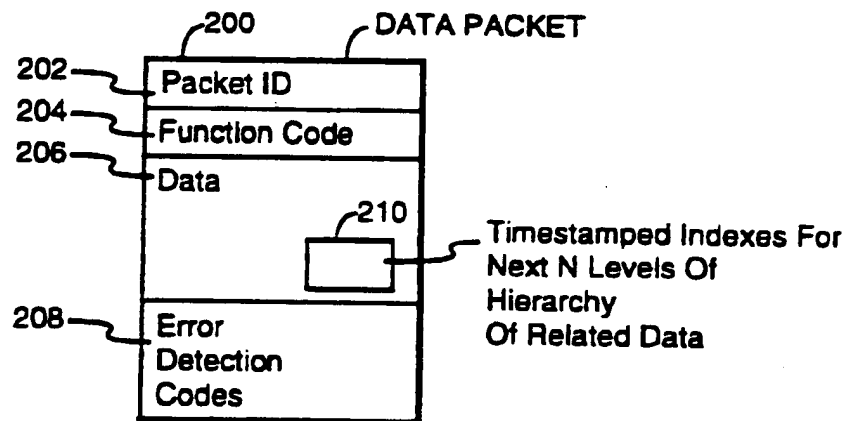 200 DATA PACKET
202 Packet ID
204 Function Code
206 Data
210
Timestamped Indexes For
Next N Levels Of
Hierarchy
Of Related Data
208 Error
Detection
Codes